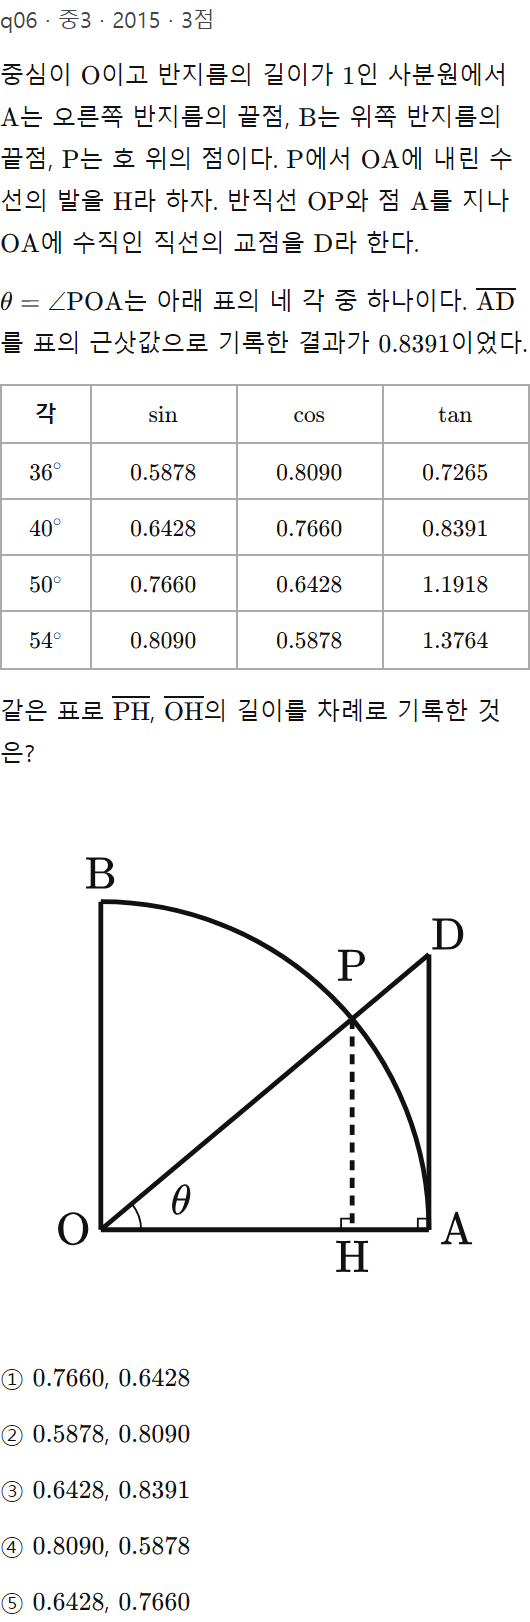 q06 · 중3 · 2015 · 3점
중심이 O이고 반지름의 길이가 1인 사분원에서
A는 오른쪽 반지름의 끝점, B는 위쪽 반지름의
끝점, P는 호 위의 점이다. P에서 OA에 내린 수
선의 발을 H라 하자. 반직선 OP와 점 A를 지나
OA에 수직인 직선의 교점을 D라 한다.
θ = ∠POA는 아래 표의 네 각 중 하나이다. A̅D̅
를 표의 근삿값으로 기록한 결과가 0.8391이었다.
각 sin cos tan
36° 0.5878 0.8090 0.7265
40° 0.6428 0.7660 0.8391
50° 0.7660 0.6428 1.1918
54° 0.8090 0.5878 1.3764
같은 표로 P̅H̅, O̅H̅의 길이를 차례로 기록한 것
은?
B
D
P
θ
O
A
H
① 0.7660, 0.6428
② 0.5878, 0.8090
③ 0.6428, 0.8391
④ 0.8090, 0.5878
⑤ 0.6428, 0.7660